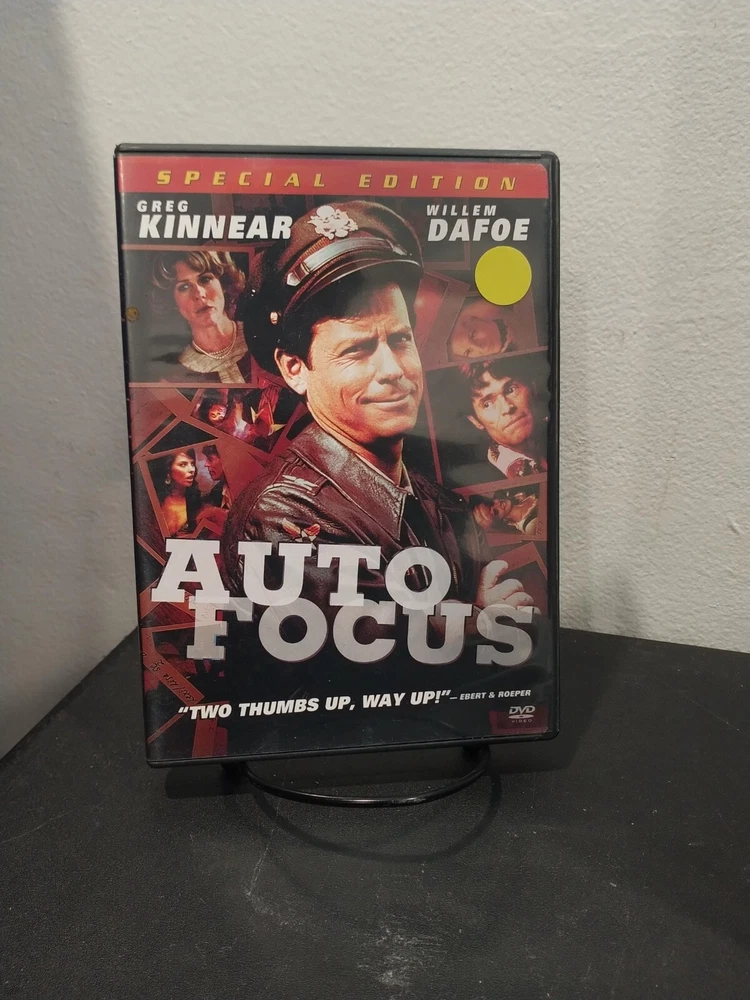 SPECIAL EDITION
GREG
KINNEAR
WILLEM
DAFOE
AUTO
FOCUS
"TWO THUMBS UP, WAY UP!" – EBERT & ROEPER
DVD
VIDEO